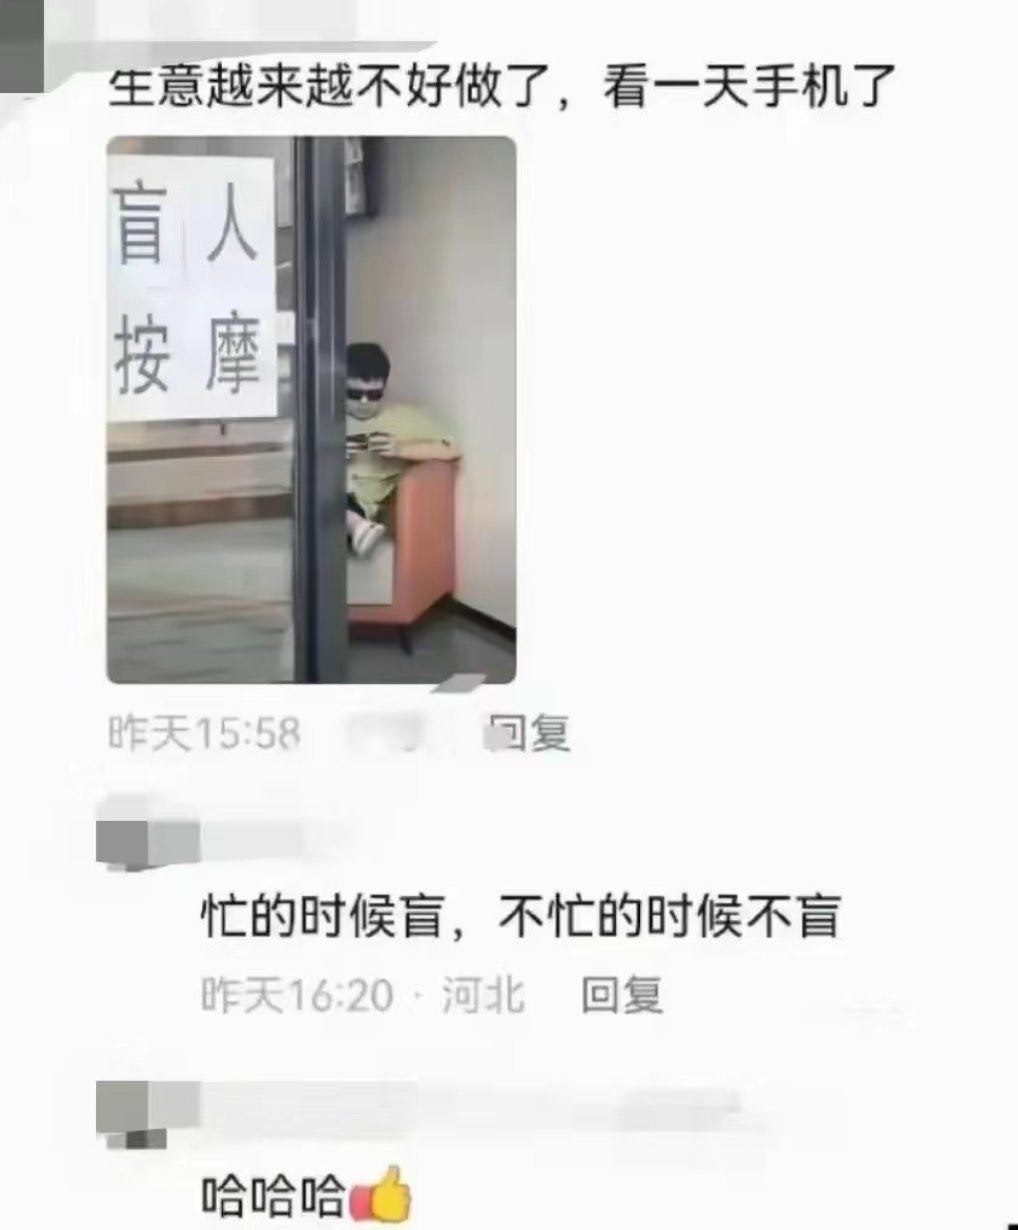 生意越来越不好做了，看一天手机了
盲人
按摩
昨天15:58 回复
忙的时候盲，不忙的时候不盲
昨天16:20 · 河北 回复
哈哈哈👍